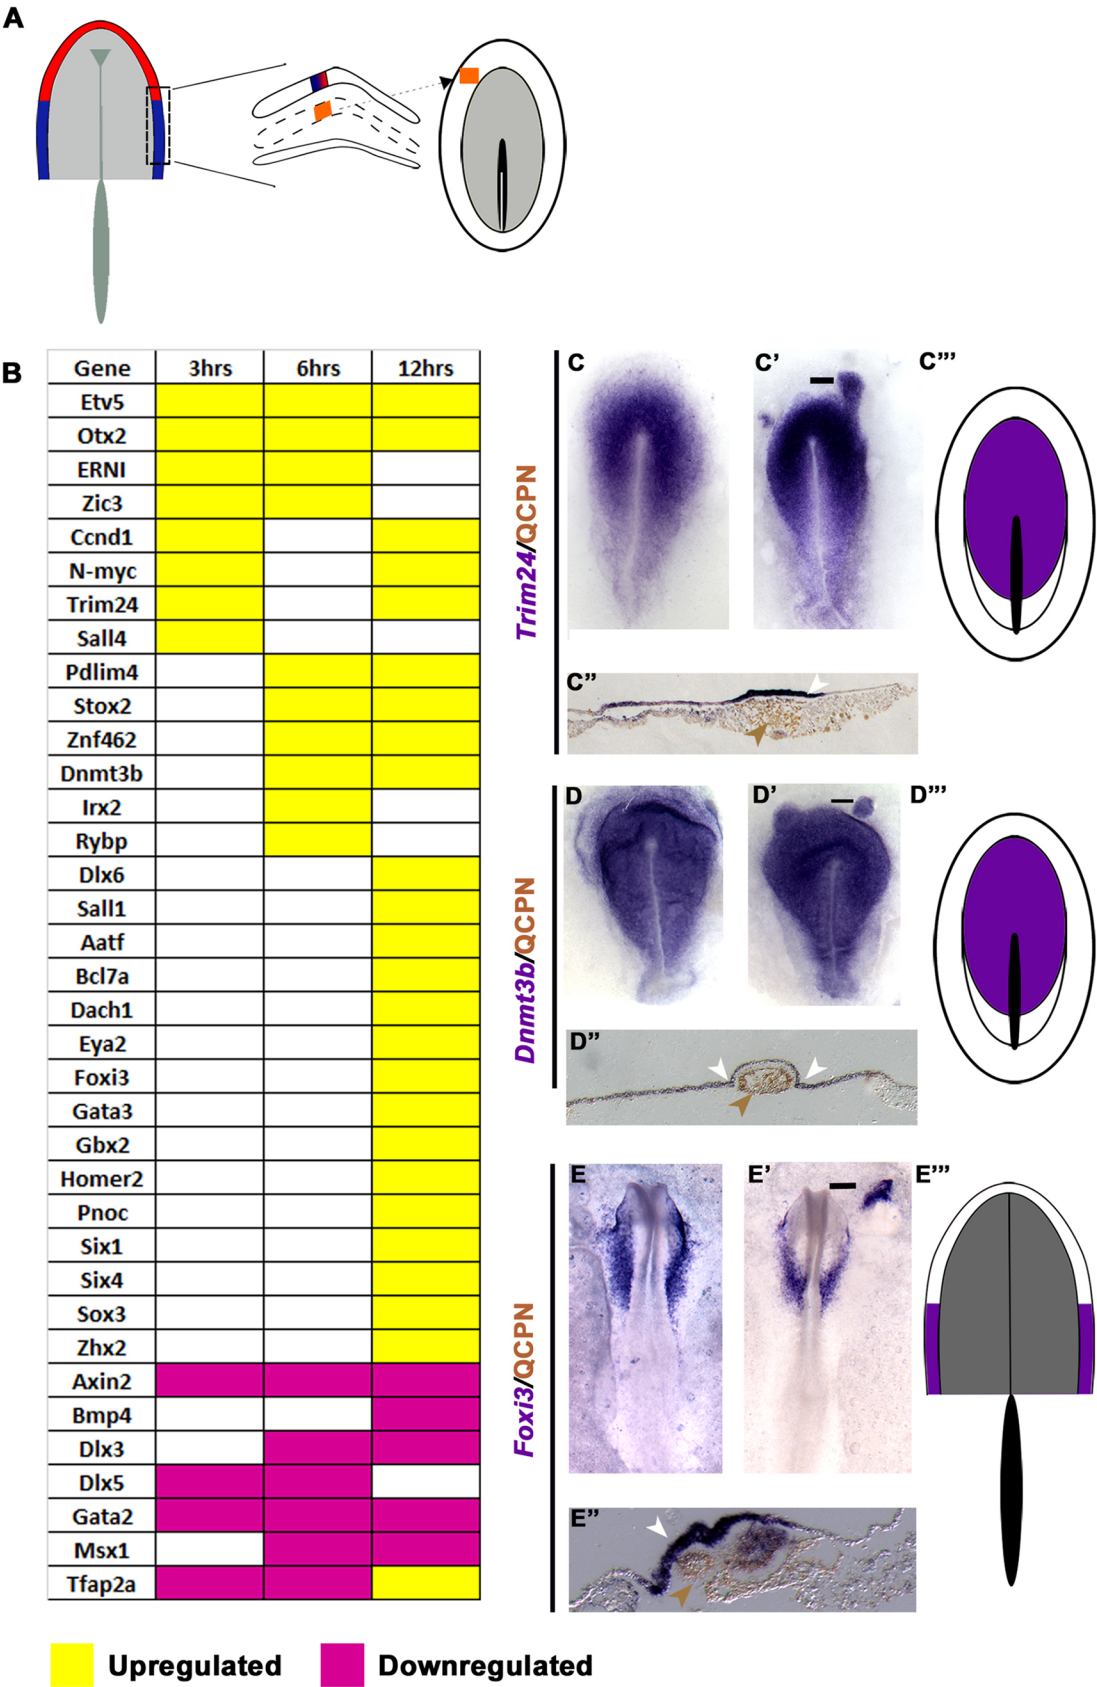 A
B
Gene 3hrs 6hrs 12hrs
Etv5
Otx2
ERNI
Zic3
Ccnd1
N-myc
Trim24
Sall4
Pdlim4
Stox2
Znf462
Dnmt3b
Irx2
Rybp
Dlx6
Sall1
Aatf
Bcl7a
Dach1
Eya2
Foxi3
Gata3
Gbx2
Homer2
Pnoc
Six1
Six4
Sox3
Zhx2
Axin2
Bmp4
Dlx3
Dlx5
Gata2
Msx1
Tfap2a
Upregulated
Downregulated
Trim24/QCPN
C
C'
C'''
C''
Dnmt3b/QCPN
D
D'
D'''
D''
Foxi3/QCPN
E
E'
E'''
E''